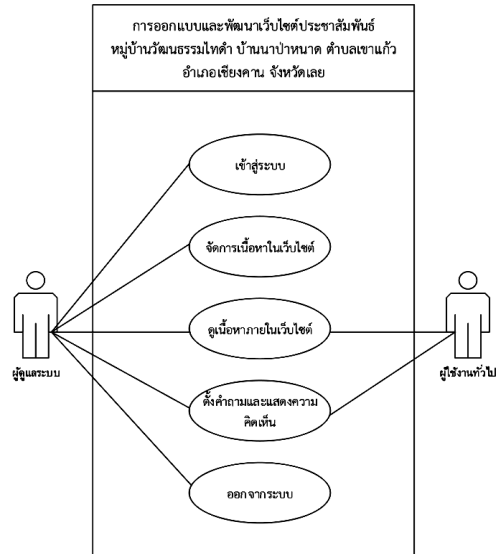 การออกแบบและพัฒนาเว็บไซต์ประชาสัมพันธ์
หมู่บ้านวัฒนธรรมไทดำ บ้านนาป่าหนาด ตำบลเขาแก้ว
อำเภอเชียงคาน จังหวัดเลย
เข้าสู่ระบบ
จัดการเนื้อหาในเว็บไซต์
ดูเนื้อหาภายในเว็บไซต์
ผู้ดูแลระบบ
ผู้ใช้งานทั่วไป
ตั้งคำถามและแสดงความ
คิดเห็น
ออกจากระบบ